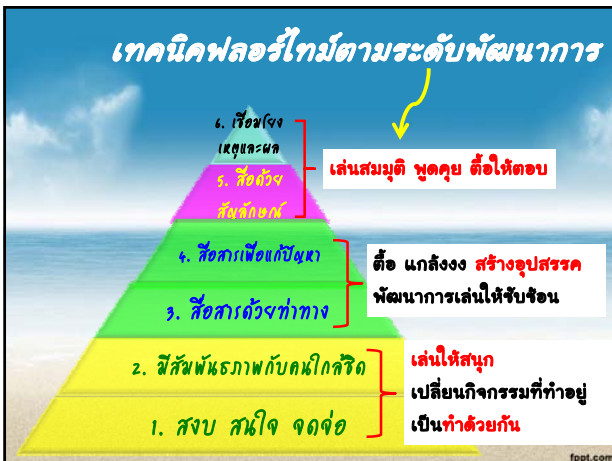 เทคนิคฟลอร์ไทม์ตามระดับพัฒนาการ
6. เชื่อมโยง
เหตุและผล
5. สื่อด้วย
สัญลักษณ์
เล่นสมมุติ พูดคุย ตื้อให้ตอบ
4. สื่อสารเพื่อแก้ปัญหา
3. สื่อสารด้วยท่าทาง
ตื้อ แกล้งงง สร้างอุปสรรค
พัฒนาการเล่นให้ซับซ้อน
2. มีสัมพันธภาพกับคนใกล้ชิด
1. สงบ สนใจ จดจ่อ
เล่นให้สนุก
เปลี่ยนกิจกรรมที่ทำอยู่
เป็นทำด้วยกัน
fppt.com